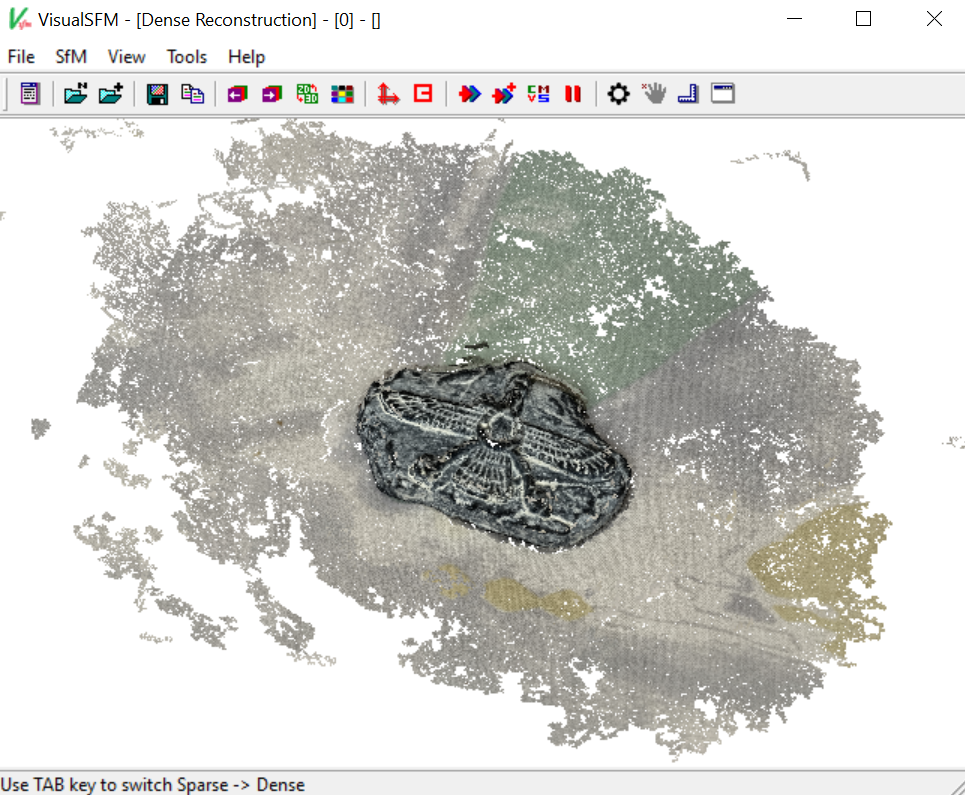 VisualSFM - [Dense Reconstruction] - [0] - []
File SfM View Tools Help
Use TAB key to switch Sparse -> Dense